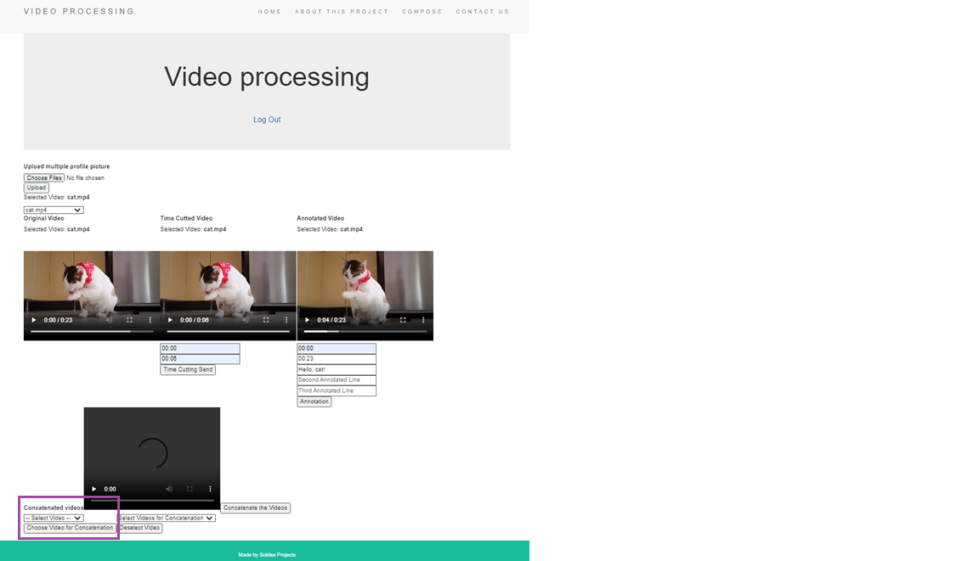 VIDEO PROCESSING
HOME ABOUT THIS PROJECT COMPOSE CONTACT US
Video processing
Log Out
Upload multiple profile picture
Choose Files No file chosen
Upload
Selected Video: cat.mp4
cat.mp4
Original Video Time Cutted Video Annotated Video
Selected Video: cat.mp4 Selected Video: cat.mp4 Selected Video: cat.mp4
0:00 / 0:23 0:00 / 0:06 0:04 / 0:23
00:00 00:00
00:06 00:23
Time Cutting Send Hello, cat!
Second Annotated Line
Third Annotated Line
Annotation
0:00
Concatenated videos Concatenate the Videos
-- Select Video -- Select Videos for Concatenation
Choose Video for Concatenation Deselect Video
Made by Soldea Projects